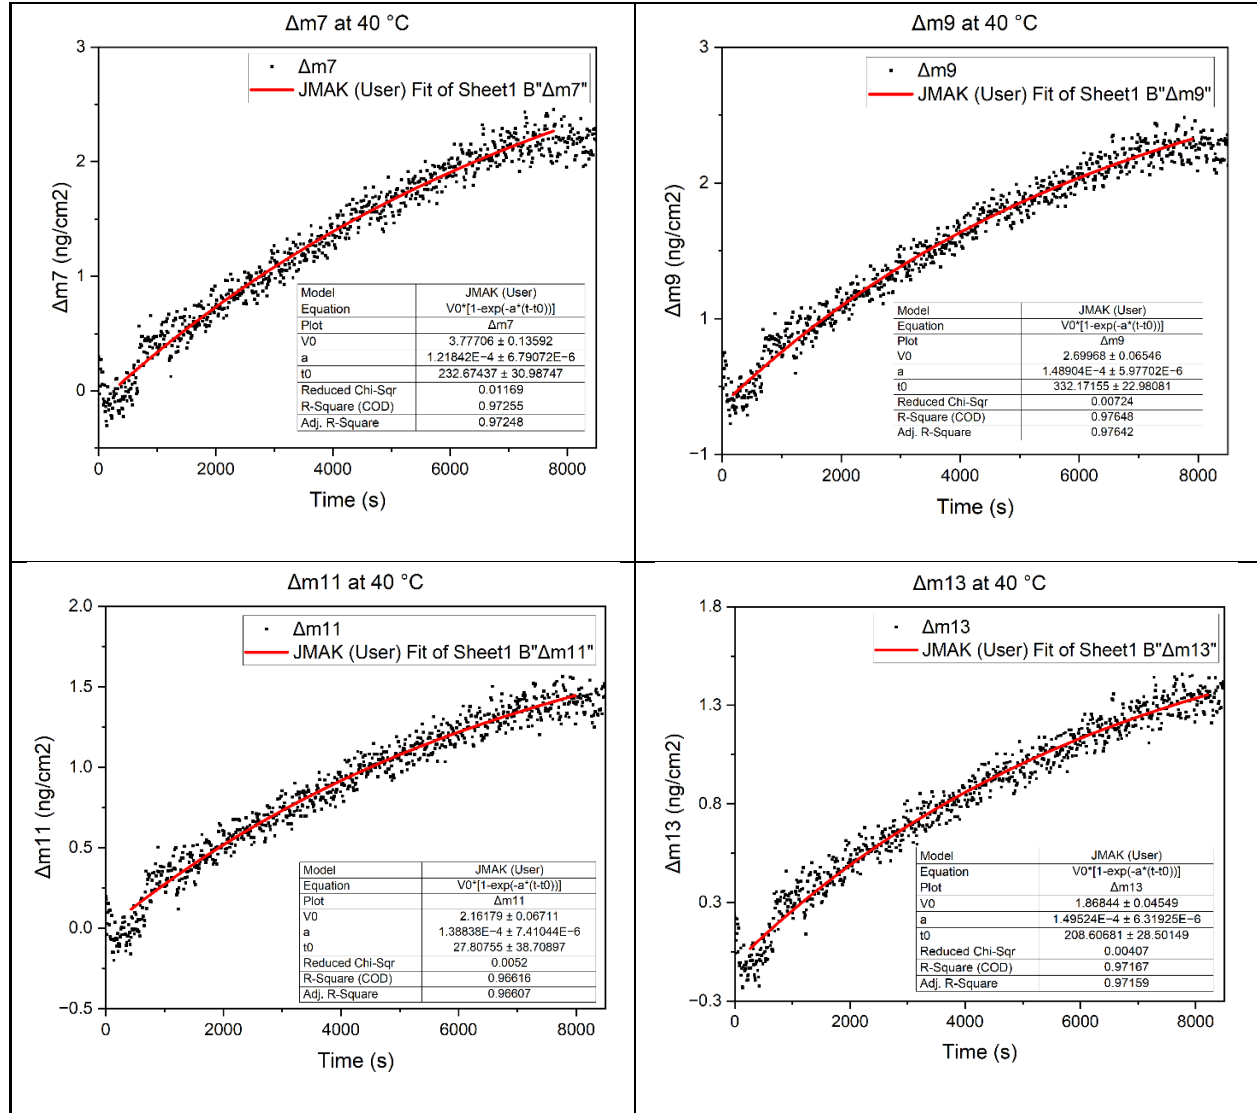 Δm7 at 40 °C
Δm7
JMAK (User) Fit of Sheet1 B"Δm7"
3
2
1
0
Δm7 (ng/cm2)
Model JMAK (User)
Equation V0*[1-exp(-a*(t-t0))]
Plot Δm7
V0 3.77706 ± 0.13592
a 1.21842E-4 ± 6.79072E-6
t0 232.67437 ± 30.98747
Reduced Chi-Sqr 0.01169
R-Square (COD) 0.97255
Adj. R-Square 0.97248
0 2000 4000 6000 8000
Time (s)
Δm9 at 40 °C
Δm9
JMAK (User) Fit of Sheet1 B"Δm9"
3
2
1
−1
Δm9 (ng/cm2)
Model JMAK (User)
Equation V0*[1-exp(-a*(t-t0))]
Plot Δm9
V0 2.69968 ± 0.06546
a 1.48904E-4 ± 5.97702E-6
t0 332.17155 ± 22.98081
Reduced Chi-Sqr 0.00724
R-Square (COD) 0.97648
Adj. R-Square 0.97642
0 2000 4000 6000 8000
Time (s)
Δm11 at 40 °C
Δm11
JMAK (User) Fit of Sheet1 B"Δm11"
2.0
1.5
1.0
0.5
0.0
−0.5
Δm11 (ng/cm2)
Model JMAK (User)
Equation V0*[1-exp(-a*(t-t0))]
Plot Δm11
V0 2.16179 ± 0.06711
a 1.38838E-4 ± 7.41044E-6
t0 27.80755 ± 38.70897
Reduced Chi-Sqr 0.0052
R-Square (COD) 0.96616
Adj. R-Square 0.96607
0 2000 4000 6000 8000
Time (s)
Δm13 at 40 °C
Δm13
JMAK (User) Fit of Sheet1 B"Δm13"
1.8
1.3
0.8
0.3
−0.3
Δm13 (ng/cm2)
Model JMAK (User)
Equation V0*[1-exp(-a*(t-t0))]
Plot Δm13
V0 1.86844 ± 0.04549
a 1.49524E-4 ± 6.31925E-6
t0 208.60681 ± 28.50149
Reduced Chi-Sqr 0.00407
R-Square (COD) 0.97167
Adj. R-Square 0.97159
0 2000 4000 6000 8000
Time (s)